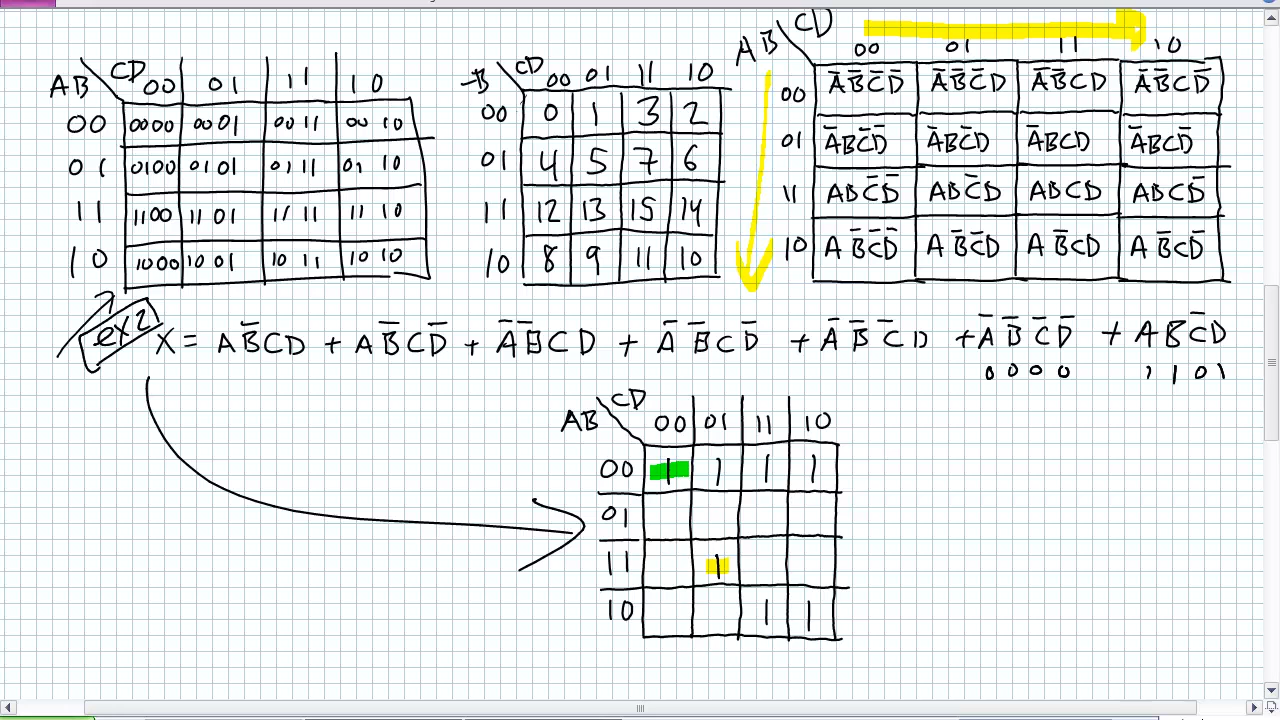 AB CD 00 01 11 10
00 0000 0001 0011 0010
01 0100 0101 0111 0110
11 1100 1101 1111 1110
10 1000 1001 1011 1010
B CD 00 01 11 10
00 0 1 3 2
01 4 5 7 6
11 12 13 15 14
10 8 9 11 10
AB CD 00 01 11 10
00 A̅B̅C̅D̅ A̅B̅C̅D A̅B̅CD A̅B̅CD̅
01 A̅BC̅D̅ A̅BC̅D A̅BCD A̅BCD̅
11 ABC̅D̅ ABC̅D ABCD ABCD̅
10 AB̅C̅D̅ AB̅C̅D AB̅CD AB̅CD̅
ex2 X = AB̅CD + AB̅CD̅ + A̅B̅CD + A̅B̅CD̅ + A̅B̅C̅D + A̅B̅C̅D̅ + ABC̅D
0000 1101
AB CD 00 01 11 10
00 1 1 1 1
01
11 1
10 1 1